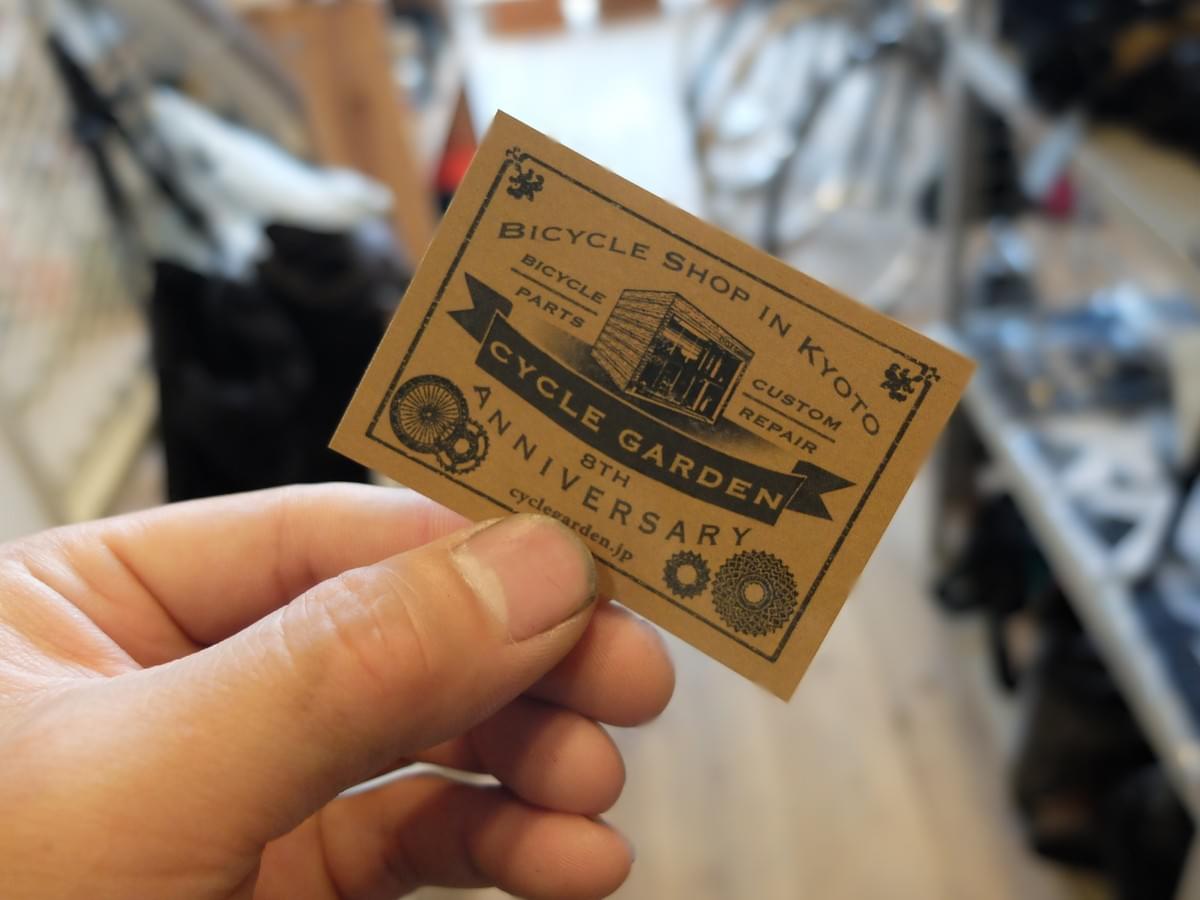 BICYCLE SHOP IN KYOTO
BICYCLE
PARTS
CUSTOM
REPAIR
CYCLE GARDEN
8TH
ANNIVERSARY
cyclegarden.jp